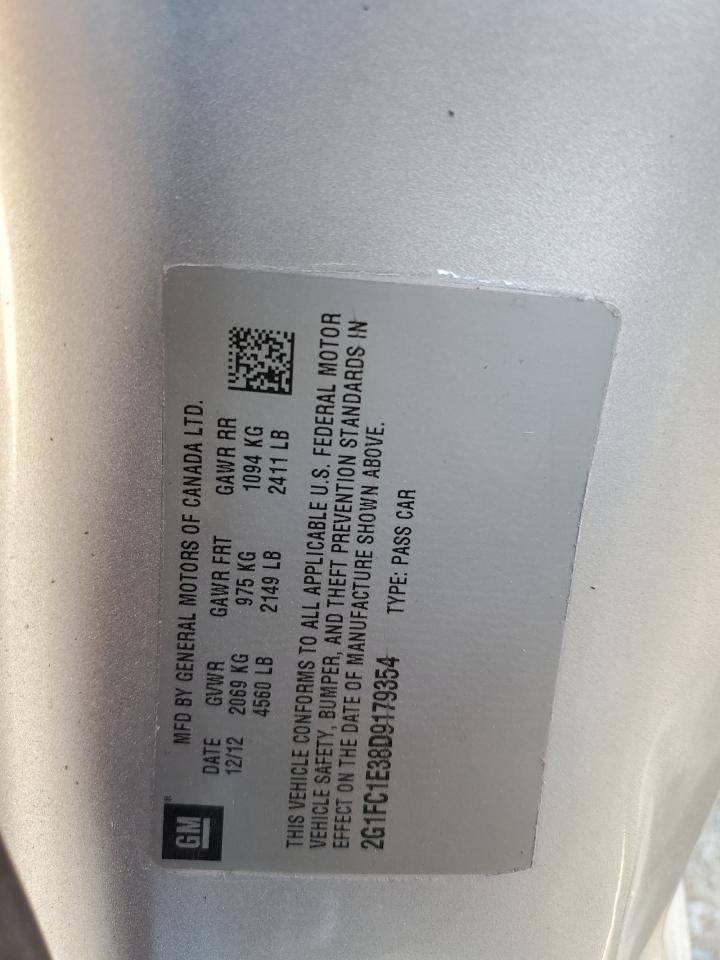 GM®
MFD BY GENERAL MOTORS OF CANADA LTD.
DATE GVWR GAWR FRT GAWR RR
12/12 2069 KG 975 KG 1094 KG
4560 LB 2149 LB 2411 LB
THIS VEHICLE CONFORMS TO ALL APPLICABLE U.S. FEDERAL MOTOR
VEHICLE SAFETY, BUMPER, AND THEFT PREVENTION STANDARDS IN
EFFECT ON THE DATE OF MANUFACTURE SHOWN ABOVE.
2G1FC1E38D9179354 TYPE: PASS CAR